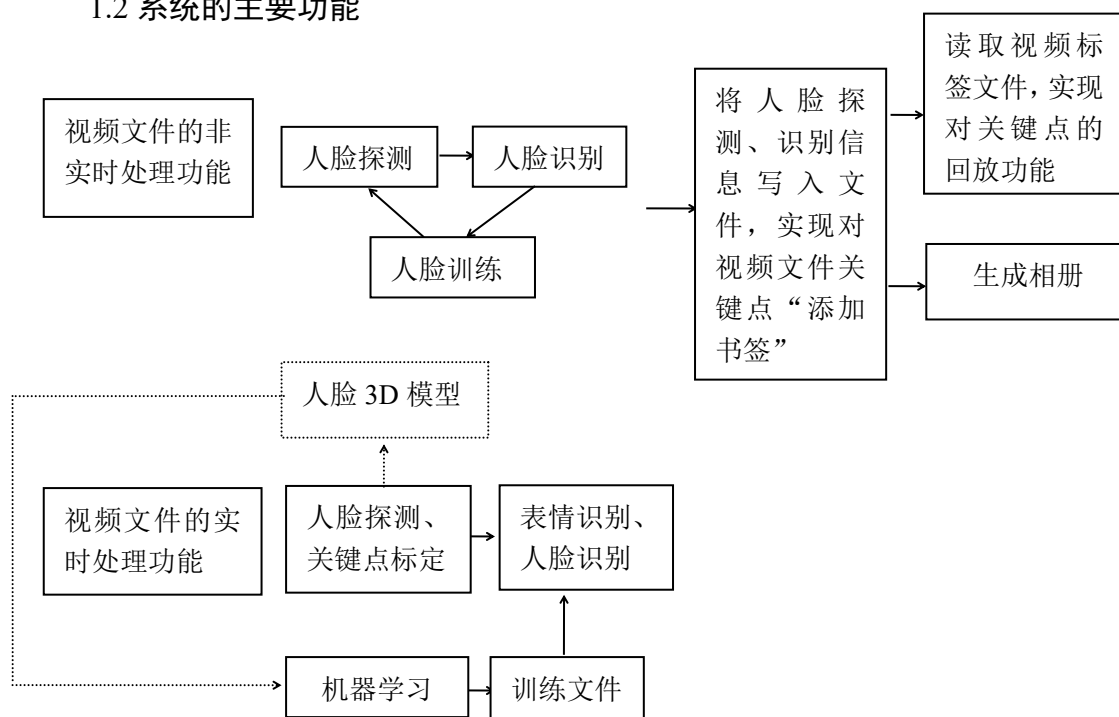 1.2 系统的主要功能
视频文件的非
实时处理功能
人脸探测
人脸识别
人脸训练
将人脸探
测、识别信
息写入文
件，实现对
视频文件关
键点“添加
书签”
读取视频标
签文件，实现
对关键点的
回放功能
生成相册
人脸 3D 模型
视频文件的实
时处理功能
人脸探测、
关键点标定
表情识别、
人脸识别
机器学习
训练文件